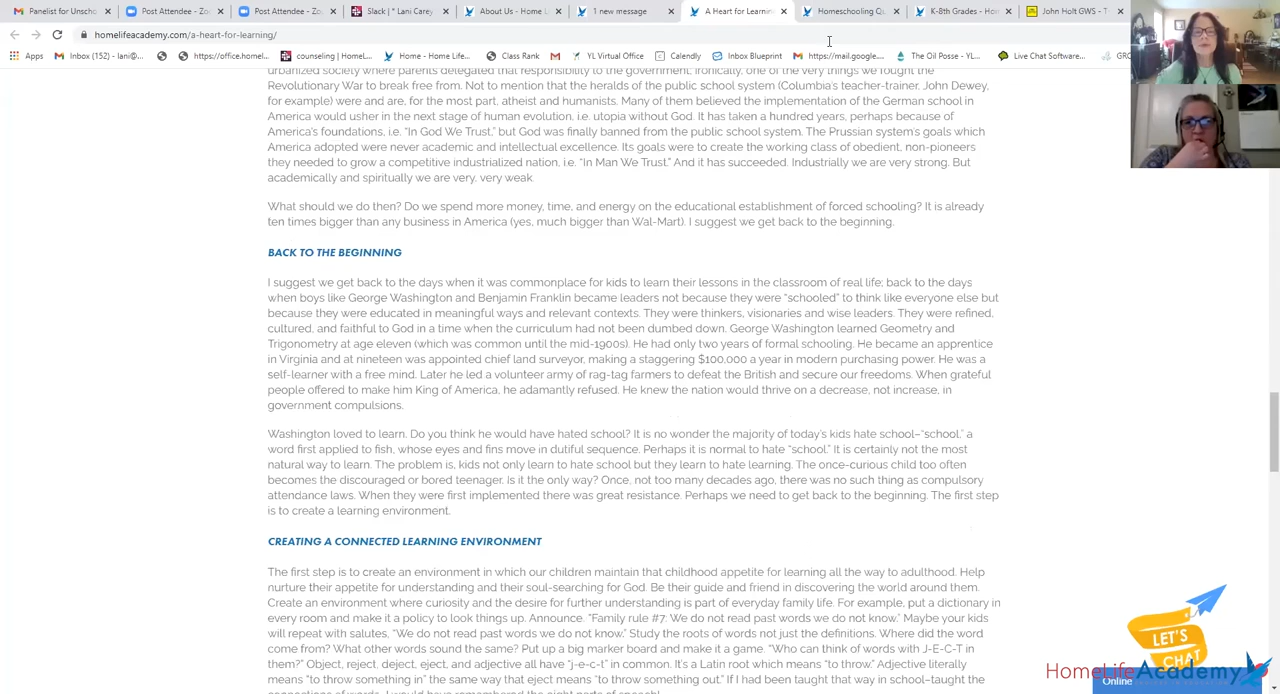 Panelist for Unscho
Post Attendee - Zo
Post Attendee - Zo
Slack | * Lani Carey
About Us - Home L
1 new message
A Heart for Learnin
Homeschooling Qu
K-8th Grades - Hom
John Holt GWS - T
homelifeacademy.com/a-heart-for-learning/
Apps
Inbox (152) - lani@...
https://office.homel...
counseling | HomeL...
Home - Home Life...
Class Rank
YL Virtual Office
Calendly
Inbox Blueprint
https://mail.google....
The Oil Posse - YL...
Live Chat Software...
GRO
urbanized society where parents delegated that responsibility to the government. Ironically, one of the very things we fought the
Revolutionary War to break free from. Not to mention that the heralds of the public school system (Columbia's teacher-trainer, John Dewey,
for example) were and are, for the most part, atheist and humanists. Many of them believed the implementation of the German school in
America would usher in the next stage of human evolution, i.e. utopia without God. It has taken a hundred years, perhaps because of
America's foundations, i.e. "In God We Trust," but God was finally banned from the public school system. The Prussian system's goals which
America adopted were never academic and intellectual excellence. Its goals were to create the working class of obedient, non-pioneers
they needed to grow a competitive industrialized nation, i.e. "In Man We Trust." And it has succeeded. Industrially we are very strong. But
academically and spiritually we are very, very weak.
What should we do then? Do we spend more money, time, and energy on the educational establishment of forced schooling? It is already
ten times bigger than any business in America (yes, much bigger than Wal-Mart). I suggest we get back to the beginning.
BACK TO THE BEGINNING
I suggest we get back to the days when it was commonplace for kids to learn their lessons in the classroom of real life; back to the days
when boys like George Washington and Benjamin Franklin became leaders not because they were "schooled" to think like everyone else but
because they were educated in meaningful ways and relevant contexts. They were thinkers, visionaries and wise leaders. They were refined,
cultured, and faithful to God in a time when the curriculum had not been dumbed down. George Washington learned Geometry and
Trigonometry at age eleven (which was common until the mid-1900s). He had only two years of formal schooling. He became an apprentice
in Virginia and at nineteen was appointed chief land surveyor, making a staggering $100,000 a year in modern purchasing power. He was a
self-learner with a free mind. Later he led a volunteer army of rag-tag farmers to defeat the British and secure our freedoms. When grateful
people offered to make him King of America, he adamantly refused. He knew the nation would thrive on a decrease, not increase, in
government compulsions.
Washington loved to learn. Do you think he would have hated school? It is no wonder the majority of today's kids hate school–"school," a
word first applied to fish, whose eyes and fins move in dutiful sequence. Perhaps it is normal to hate "school." It is certainly not the most
natural way to learn. The problem is, kids not only learn to hate school but they learn to hate learning. The once-curious child too often
becomes the discouraged or bored teenager. Is it the only way? Once, not too many decades ago, there was no such thing as compulsory
attendance laws. When they were first implemented there was great resistance. Perhaps we need to get back to the beginning. The first step
is to create a learning environment.
CREATING A CONNECTED LEARNING ENVIRONMENT
The first step is to create an environment in which our children maintain that childhood appetite for learning all the way to adulthood. Help
nurture their appetite for understanding and their soul-searching for God. Be their guide and friend in discovering the world around them.
Create an environment where curiosity and the desire for further understanding is part of everyday family life. For example, put a dictionary in
every room and make it a policy to look things up. Announce. "Family rule #7: We do not read past words we do not know." Maybe your kids
will repeat with salutes, "We do not read past words we do not know." Study the roots of words not just the definitions. Where did the word
come from? What other words sound the same? Put up a big marker board and make it a game. "Who can think of words with J-E-C-T in
them?" Object, reject, deject, eject, and adjective all have "j-e-c-t" in common. It's a Latin root which means "to throw." Adjective literally
means "to throw something in the same way that eject means "to throw out." If I had been taught that way in school–taught the
LET'S
CHAT
HomeLifeAcademy
Online